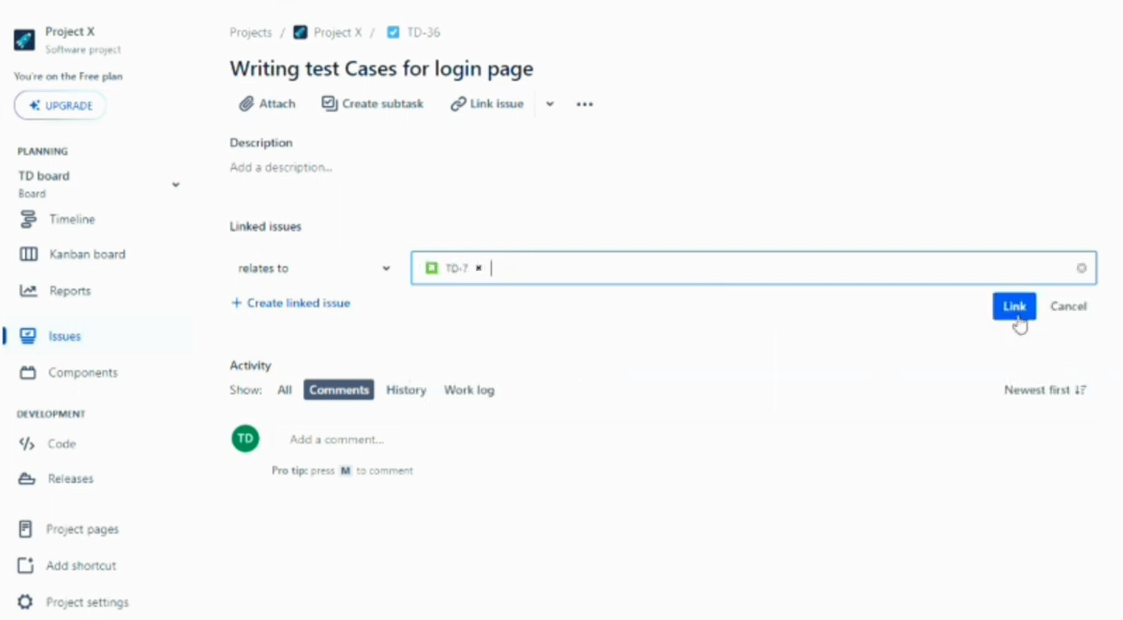 Project X
Software project
You're on the Free plan
UPGRADE
PLANNING
TD board
Board
Timeline
Kanban board
Reports
Issues
Components
DEVELOPMENT
Code
Releases
Project pages
Add shortcut
Project settings
Projects / Project X / TD-36
Writing test Cases for login page
Attach Create subtask Link issue
Description
Add a description...
Linked issues
relates to TD-7
+ Create linked issue Link Cancel
Activity
Show: All Comments History Work log Newest first
TD Add a comment...
Pro tip: press M to comment